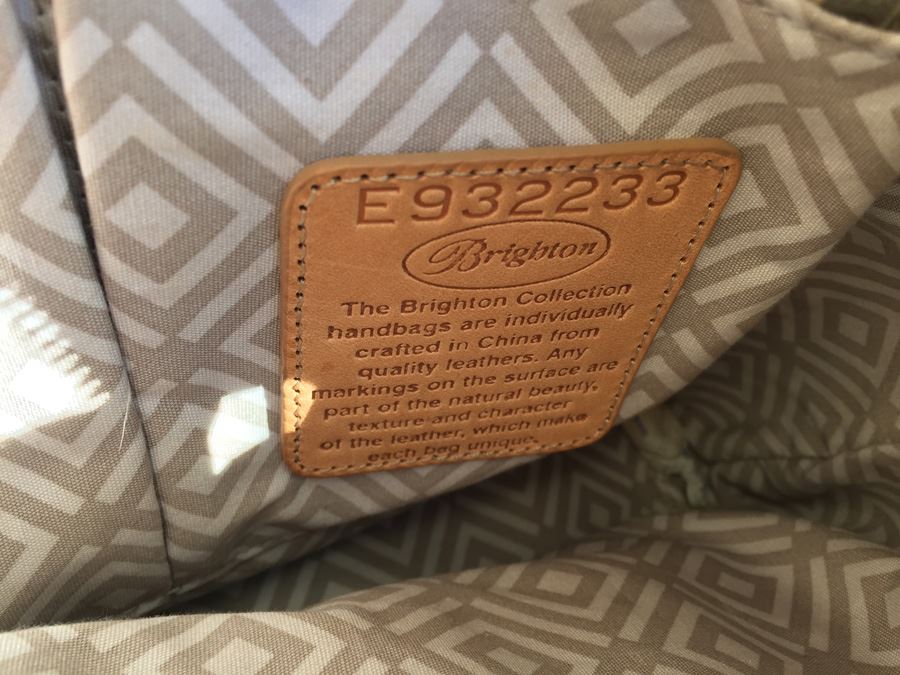 E932233
Brighton
The Brighton Collection
handbags are individually
crafted in China from
quality leathers. Any
markings on the surface are
part of the natural beauty,
texture and character
of the leather, which make
each bag unique.